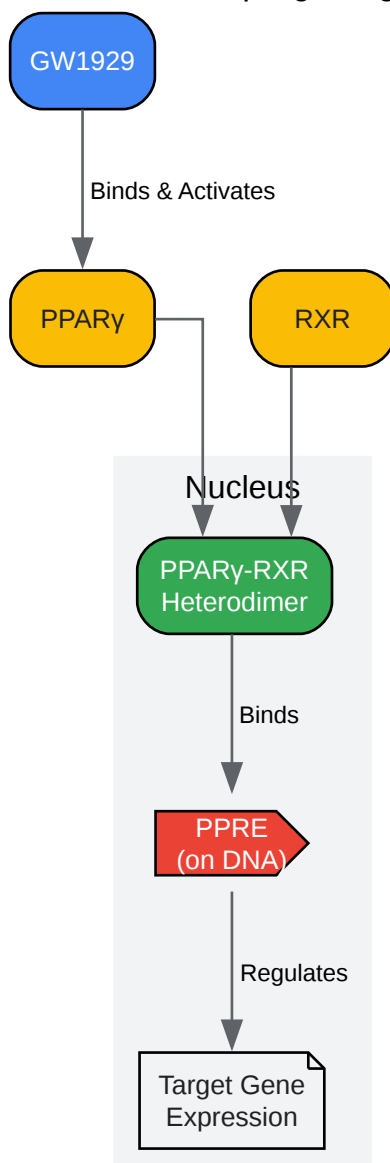 GW1929
Binds & Activates
PPARγ
RXR
Nucleus
PPARγ-RXR
Heterodimer
Binds
PPRE
(on DNA)
Regulates
Target Gene
Expression